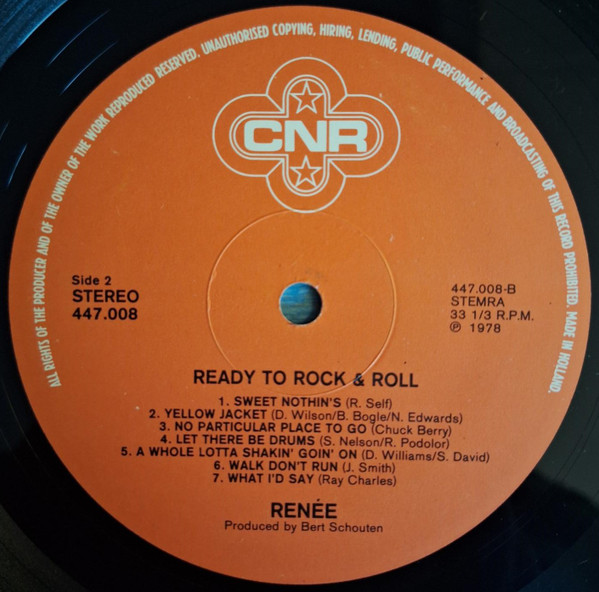 ALL RIGHTS OF THE PRODUCER AND OF THE OWNER OF THE WORK REPRODUCED RESERVED. UNAUTHORISED COPYING, HIRING, LENDING, PUBLIC PERFORMANCE AND BROADCASTING OF THIS RECORD PROHIBITED. MADE IN HOLLAND.
CNR
Side 2
STEREO
447.008
447.008-B
STEMRA
33 1/3 R.P.M.
℗ 1978
READY TO ROCK & ROLL
1. SWEET NOTHIN'S (R. Self)
2. YELLOW JACKET (D. Wilson/B. Bogle/N. Edwards)
3. NO PARTICULAR PLACE TO GO (Chuck Berry)
4. LET THERE BE DRUMS (S. Nelson/R. Podolor)
5. A WHOLE LOTTA SHAKIN' GOIN' ON (D. Williams/S. David)
6. WALK DON'T RUN (J. Smith)
7. WHAT I'D SAY (Ray Charles)
RENÉE
Produced by Bert Schouten